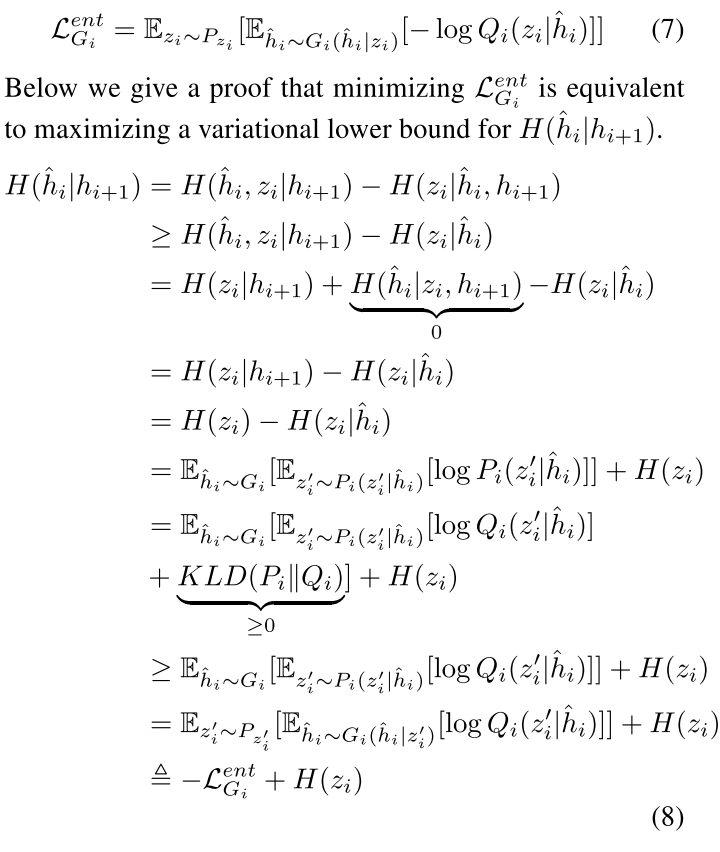 $\mathcal{L}_{G_i}^{ent} = \mathbb{E}_{z_i \sim P_{z_i}}[\mathbb{E}_{\hat{h}_i \sim G_i(\hat{h}_i|z_i)}[-\log Q_i(z_i|\hat{h}_i)]]$ (7)
Below we give a proof that minimizing $\mathcal{L}_{G_i}^{ent}$ is equivalent
to maximizing a variational lower bound for $H(\hat{h}_i|h_{i+1})$.
$H(\hat{h}_i|h_{i+1}) = H(\hat{h}_i, z_i|h_{i+1}) - H(z_i|\hat{h}_i, h_{i+1})$
$\geq H(\hat{h}_i, z_i|h_{i+1}) - H(z_i|\hat{h}_i)$
$= H(z_i|h_{i+1}) + \underbrace{H(\hat{h}_i|z_i, h_{i+1})}_{0} - H(z_i|\hat{h}_i)$
$= H(z_i|h_{i+1}) - H(z_i|\hat{h}_i)$
$= H(z_i) - H(z_i|\hat{h}_i)$
$= \mathbb{E}_{\hat{h}_i \sim G_i}[\mathbb{E}_{z_i' \sim P_i(z_i'|\hat{h}_i)}[\log P_i(z_i'|\hat{h}_i)]] + H(z_i)$
$= \mathbb{E}_{\hat{h}_i \sim G_i}[\mathbb{E}_{z_i' \sim P_i(z_i'|\hat{h}_i)}[\log Q_i(z_i'|\hat{h}_i)]$
$+ \underbrace{KLD(P_i \| Q_i)}_{\geq 0}] + H(z_i)$
$\geq \mathbb{E}_{\hat{h}_i \sim G_i}[\mathbb{E}_{z_i' \sim P_i(z_i'|\hat{h}_i)}[\log Q_i(z_i'|\hat{h}_i)]] + H(z_i)$
$= \mathbb{E}_{z_i' \sim P_{z_i'}}[\mathbb{E}_{\hat{h}_i \sim G_i(\hat{h}_i|z_i')}[\log Q_i(z_i'|\hat{h}_i)]] + H(z_i)$
$\triangleq -\mathcal{L}_{G_i}^{ent} + H(z_i)$
(8)